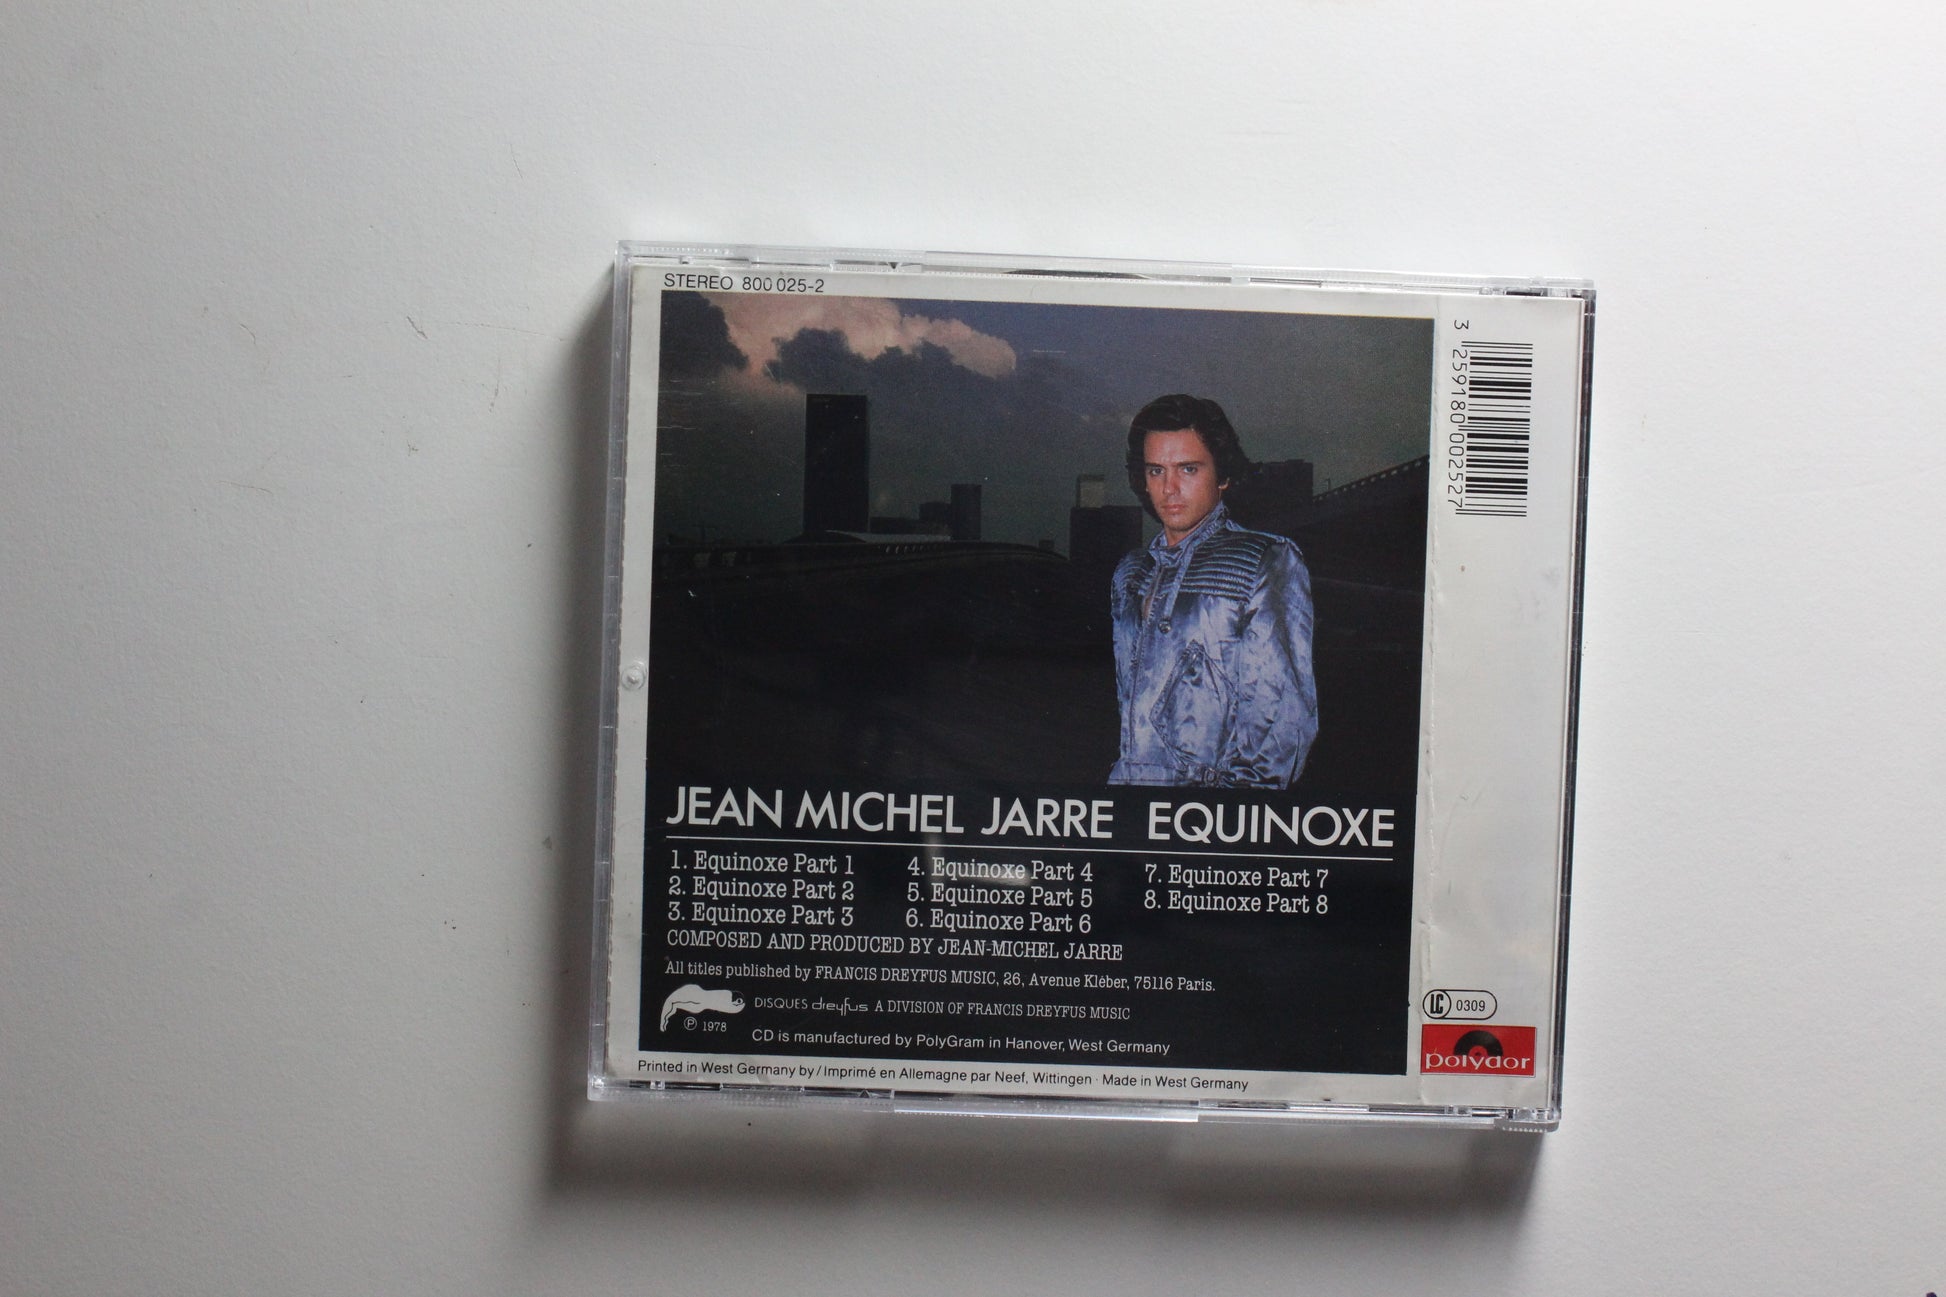 STEREO 800 025-2
3 259180 002527
JEAN MICHEL JARRE EQUINOXE
1. Equinoxe Part 1
2. Equinoxe Part 2
3. Equinoxe Part 3
4. Equinoxe Part 4
5. Equinoxe Part 5
6. Equinoxe Part 6
7. Equinoxe Part 7
8. Equinoxe Part 8
COMPOSED AND PRODUCED BY JEAN-MICHEL JARRE
All titles published by FRANCIS DREYFUS MUSIC, 26, Avenue Kléber, 75116 Paris.
DISQUES dreyfus A DIVISION OF FRANCIS DREYFUS MUSIC
℗ 1978
CD is manufactured by PolyGram in Hanover, West Germany
LC 0309
polydor
Printed in West Germany by / Imprimé en Allemagne par Neef, Wittingen · Made in West Germany